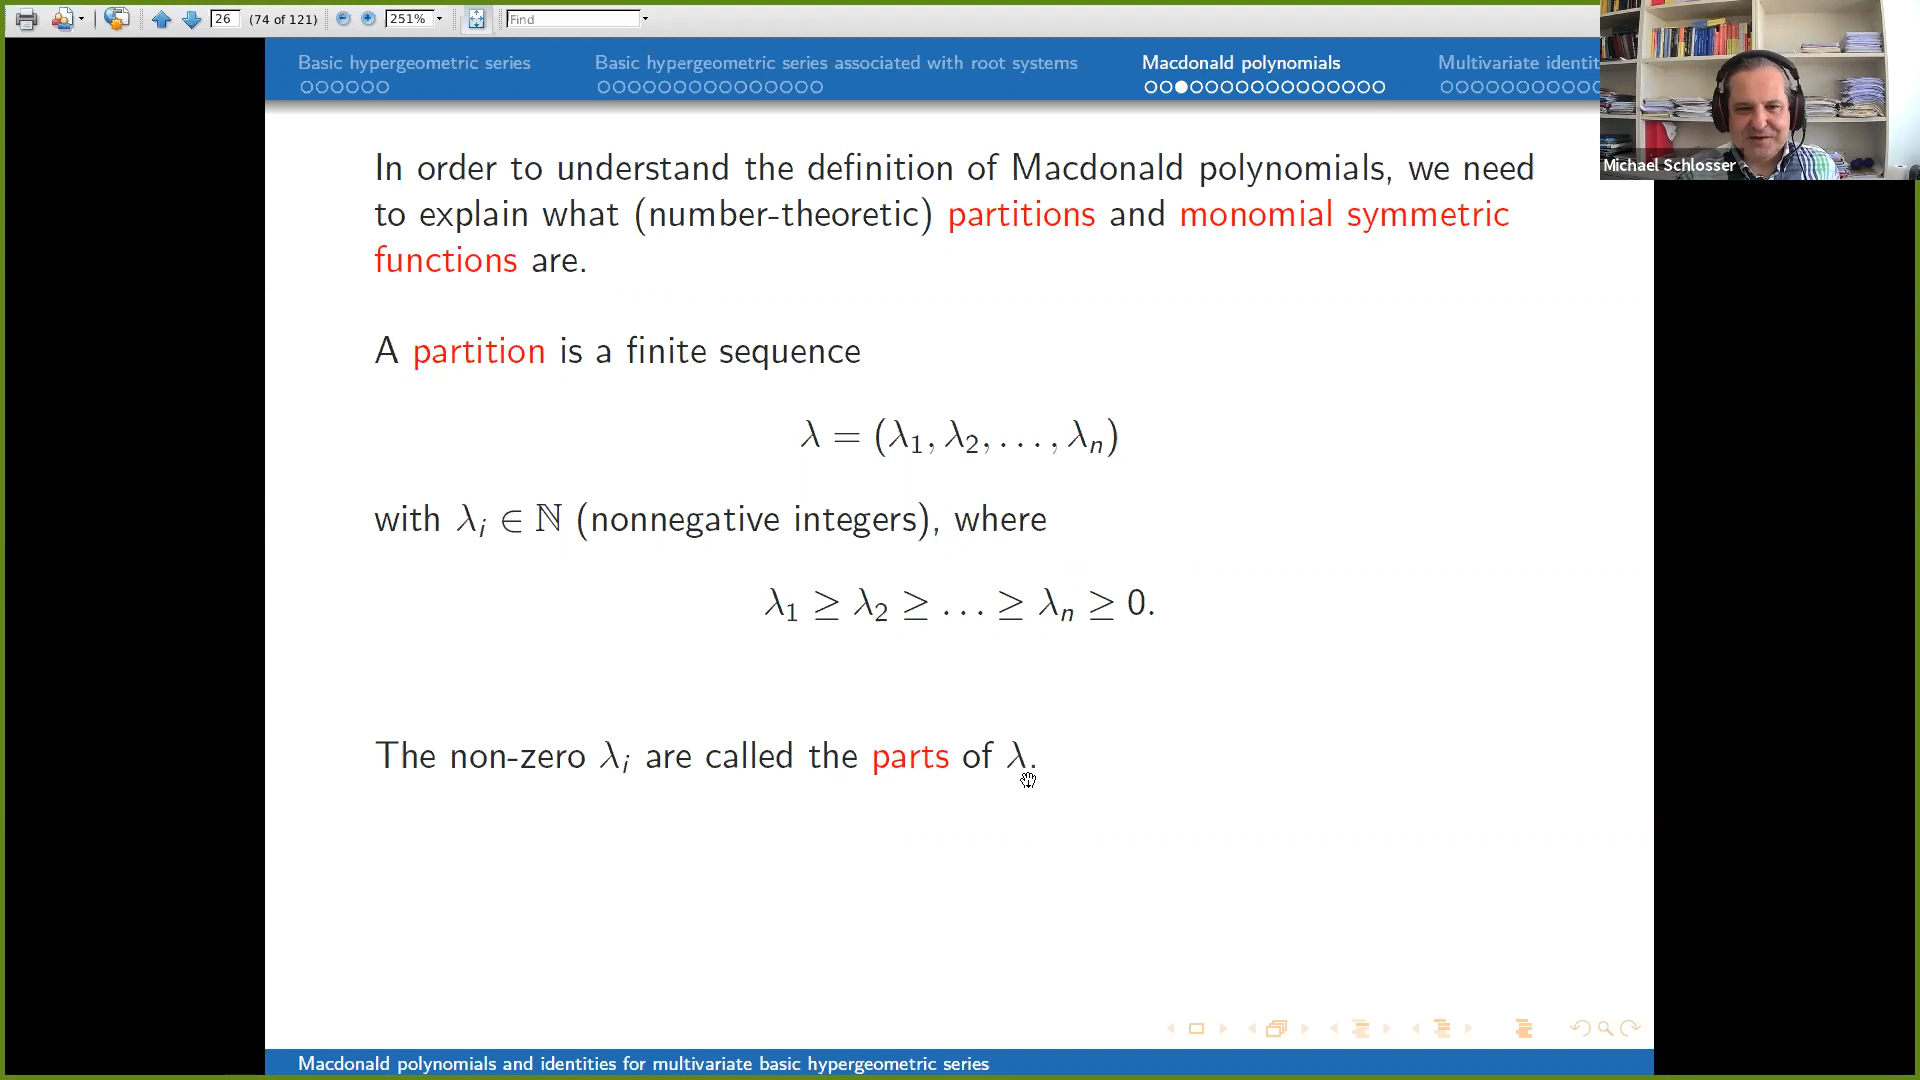 26 (74 of 121) 251% Find
Basic hypergeometric series Basic hypergeometric series associated with root systems Macdonald polynomials Multivariate identit
Michael Schlosser
In order to understand the definition of Macdonald polynomials, we need
to explain what (number-theoretic) partitions and monomial symmetric
functions are.
A partition is a finite sequence
λ = (λ₁, λ₂, . . . , λₙ)
with λᵢ ∈ ℕ (nonnegative integers), where
λ₁ ≥ λ₂ ≥ . . . ≥ λₙ ≥ 0.
The non-zero λᵢ are called the parts of λ.
Macdonald polynomials and identities for multivariate basic hypergeometric series